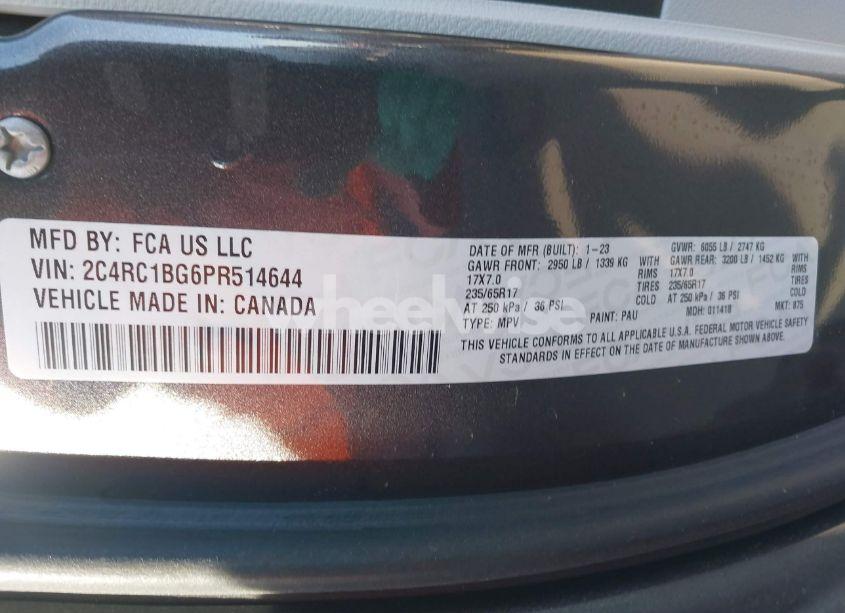 MFD BY: FCA US LLC
VIN: 2C4RC1BG6PR514644
VEHICLE MADE IN: CANADA
DATE OF MFR (BUILT): 1-23 GVWR: 6055 LB / 2747 KG
GAWR FRONT: 2950 LB / 1339 KG WITH GAWR REAR: 3200 LB / 1452 KG WITH
17X7.0 RIMS 17X7.0 RIMS
235/65R17 TIRES 235/65R17 TIRES
AT 250 kPa / 36 PSI COLD AT 250 kPa / 36 PSI COLD
TYPE: MPV PAINT: PAU MDH: 011418 MKT: 875
THIS VEHICLE CONFORMS TO ALL APPLICABLE U.S.A. FEDERAL MOTOR VEHICLE SAFETY
STANDARDS IN EFFECT ON THE DATE OF MANUFACTURE SHOWN ABOVE.
wheelwise